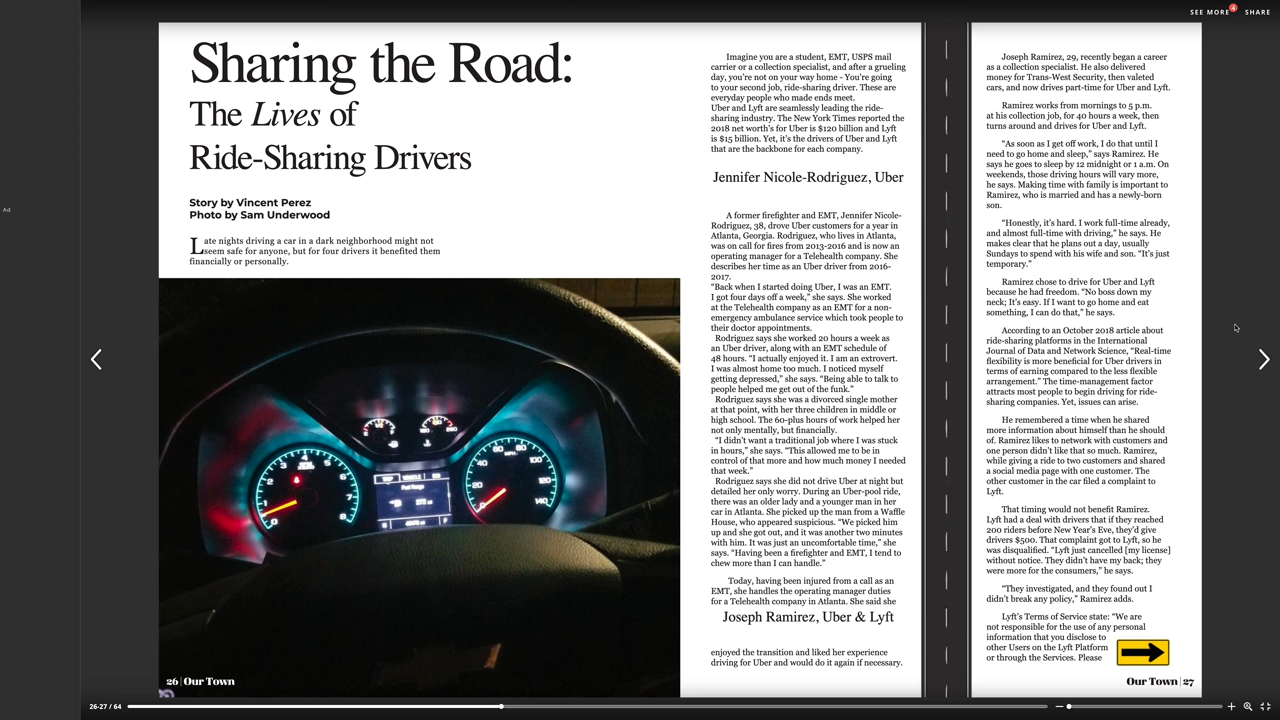 SEE MORE
4
SHARE
Ad
Sharing the Road:
The Lives of
Ride-Sharing Drivers
Story by Vincent Perez
Photo by Sam Underwood
Late nights driving a car in a dark neighborhood might not
seem safe for anyone, but for four drivers it benefited them
financially or personally.
26 | Our Town
Imagine you are a student, EMT, USPS mail
carrier or a collection specialist, and after a grueling
day, you're not on your way home - You're going
to your second job, ride-sharing driver. These are
everyday people who made ends meet.
Uber and Lyft are seamlessly leading the ride-
sharing industry. The New York Times reported the
2018 net worth's for Uber is $120 billion and Lyft
is $15 billion. Yet, it's the drivers of Uber and Lyft
that are the backbone for each company.
Jennifer Nicole-Rodriguez, Uber
A former firefighter and EMT, Jennifer Nicole-
Rodriguez, 38, drove Uber customers for a year in
Atlanta, Georgia. Rodriguez, who lives in Atlanta,
was on call for fires from 2013-2016 and is now an
operating manager for a Telehealth company. She
describes her time as an Uber driver from 2016-
2017.
“Back when I started doing Uber, I was an EMT.
I got four days off a week,” she says. She worked
at the Telehealth company as an EMT for a non-
emergency ambulance service which took people to
their doctor appointments.
Rodriguez says she worked 20 hours a week as
an Uber driver, along with an EMT schedule of
48 hours. “I actually enjoyed it. I am an extrovert.
I was almost home too much. I noticed myself
getting depressed,” she says. “Being able to talk to
people helped me get out of the funk.”
Rodriguez says she was a divorced single mother
at that point, with her three children in middle or
high school. The 60-plus hours of work helped her
not only mentally, but financially.
“I didn't want a traditional job where I was stuck
in hours,” she says. “This allowed me to be in
control of that more and how much money I needed
that week.”
Rodriguez says she did not drive Uber at night but
detailed her only worry. During an Uber-pool ride,
there was an older lady and a younger man in her
car in Atlanta. She picked up the man from a Waffle
House, who appeared suspicious. “We picked him
up and she got out, and it was another two minutes
with him. It was just an uncomfortable time,” she
says. “Having been a firefighter and EMT, I tend to
chew more than I can handle.”
Today, having been injured from a call as an
EMT, she handles the operating manager duties
for a Telehealth company in Atlanta. She said she
Joseph Ramirez, Uber & Lyft
enjoyed the transition and liked her experience
driving for Uber and would do it again if necessary.
Joseph Ramirez, 29, recently began a career
as a collection specialist. He also delivered
money for Trans-West Security, then valeted
cars, and now drives part-time for Uber and Lyft.
Ramirez works from mornings to 5 p.m.
at his collection job, for 40 hours a week, then
turns around and drives for Uber and Lyft.
“As soon as I get off work, I do that until I
need to go home and sleep,” says Ramirez. He
says he goes to sleep by 12 midnight or 1 a.m. On
weekends, those driving hours will vary more,
he says. Making time with family is important to
Ramirez, who is married and has a newly-born
son.
“Honestly, it's hard. I work full-time already,
and almost full-time with driving,” he says. He
makes clear that he plans out a day, usually
Sundays to spend with his wife and son. “It's just
temporary.”
Ramirez chose to drive for Uber and Lyft
because he had freedom. “No boss down my
neck; It's easy. If I want to go home and eat
something, I can do that,” he says.
According to an October 2018 article about
ride-sharing platforms in the International
Journal of Data and Network Science, “Real-time
flexibility is more beneficial for Uber drivers in
terms of earning compared to the less flexible
arrangement.” The time-management factor
attracts most people to begin driving for ride-
sharing companies. Yet, issues can arise.
He remembered a time when he shared
more information about himself than he should
of. Ramirez likes to network with customers and
one person didn't like that so much. Ramirez,
while giving a ride to two customers and shared
a social media page with one customer. The
other customer in the car filed a complaint to
Lyft.
That timing would not benefit Ramirez.
Lyft had a deal with drivers that if they reached
200 riders before New Year's Eve, they'd give
drivers $500. That complaint got to Lyft, so he
was disqualified. “Lyft just cancelled [my license]
without notice. They didn't have my back; they
were more for the consumers,” he says.
“They investigated, and they found out I
didn't break any policy,” Ramirez adds.
Lyft's Terms of Service state: “We are
not responsible for the use of any personal
information that you disclose to
other Users on the Lyft Platform
or through the Services. Please
Our Town | 27
26-27 / 64